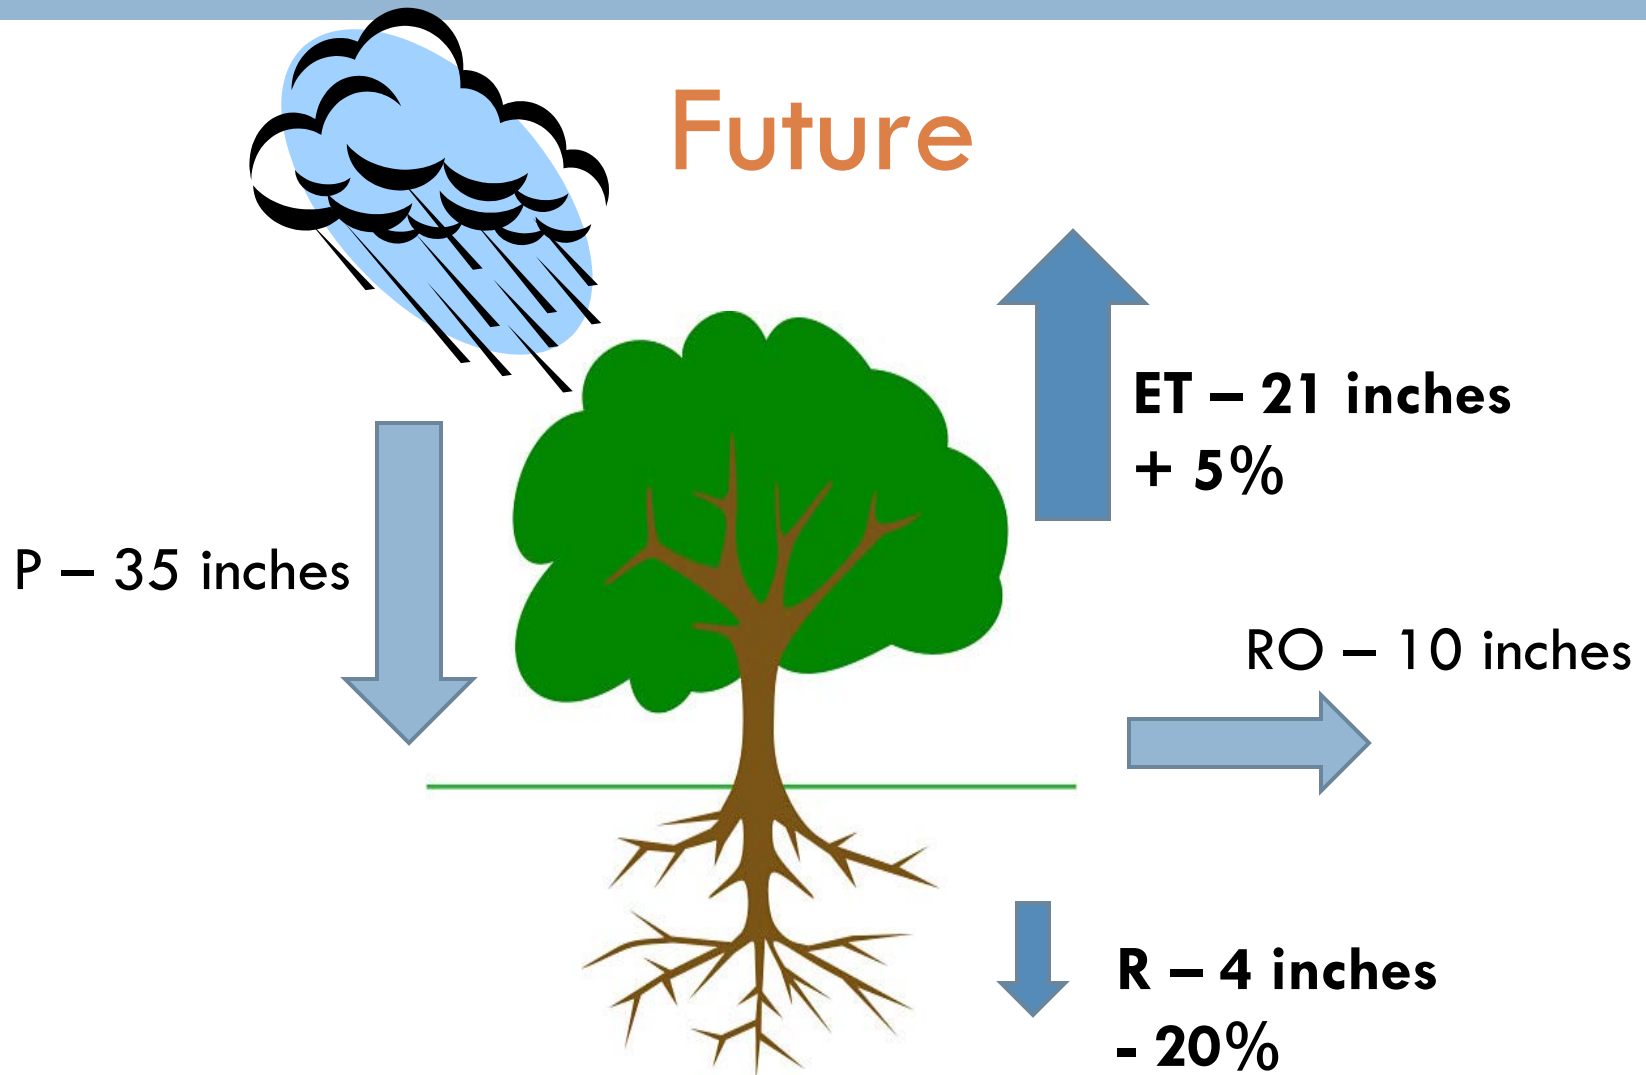 Future
ET – 21 inches
+ 5%
P – 35 inches
RO – 10 inches
R – 4 inches
- 20%